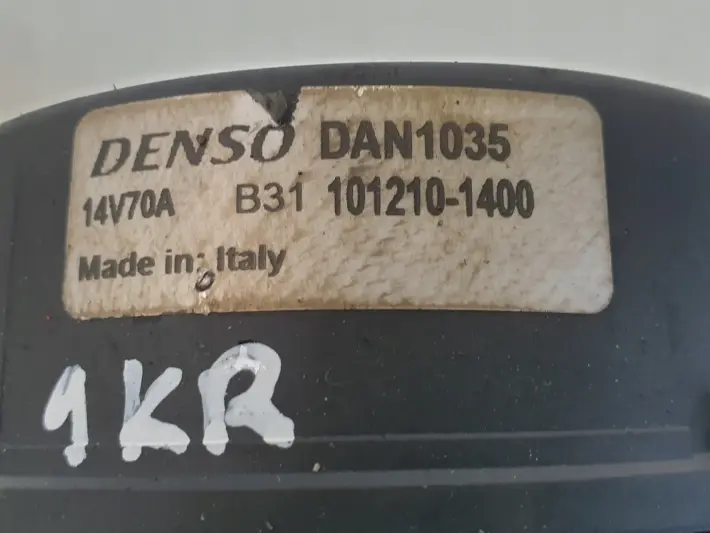 DENSO DAN1035
14V70A B31 101210-1400
Made in: Italy
1KR